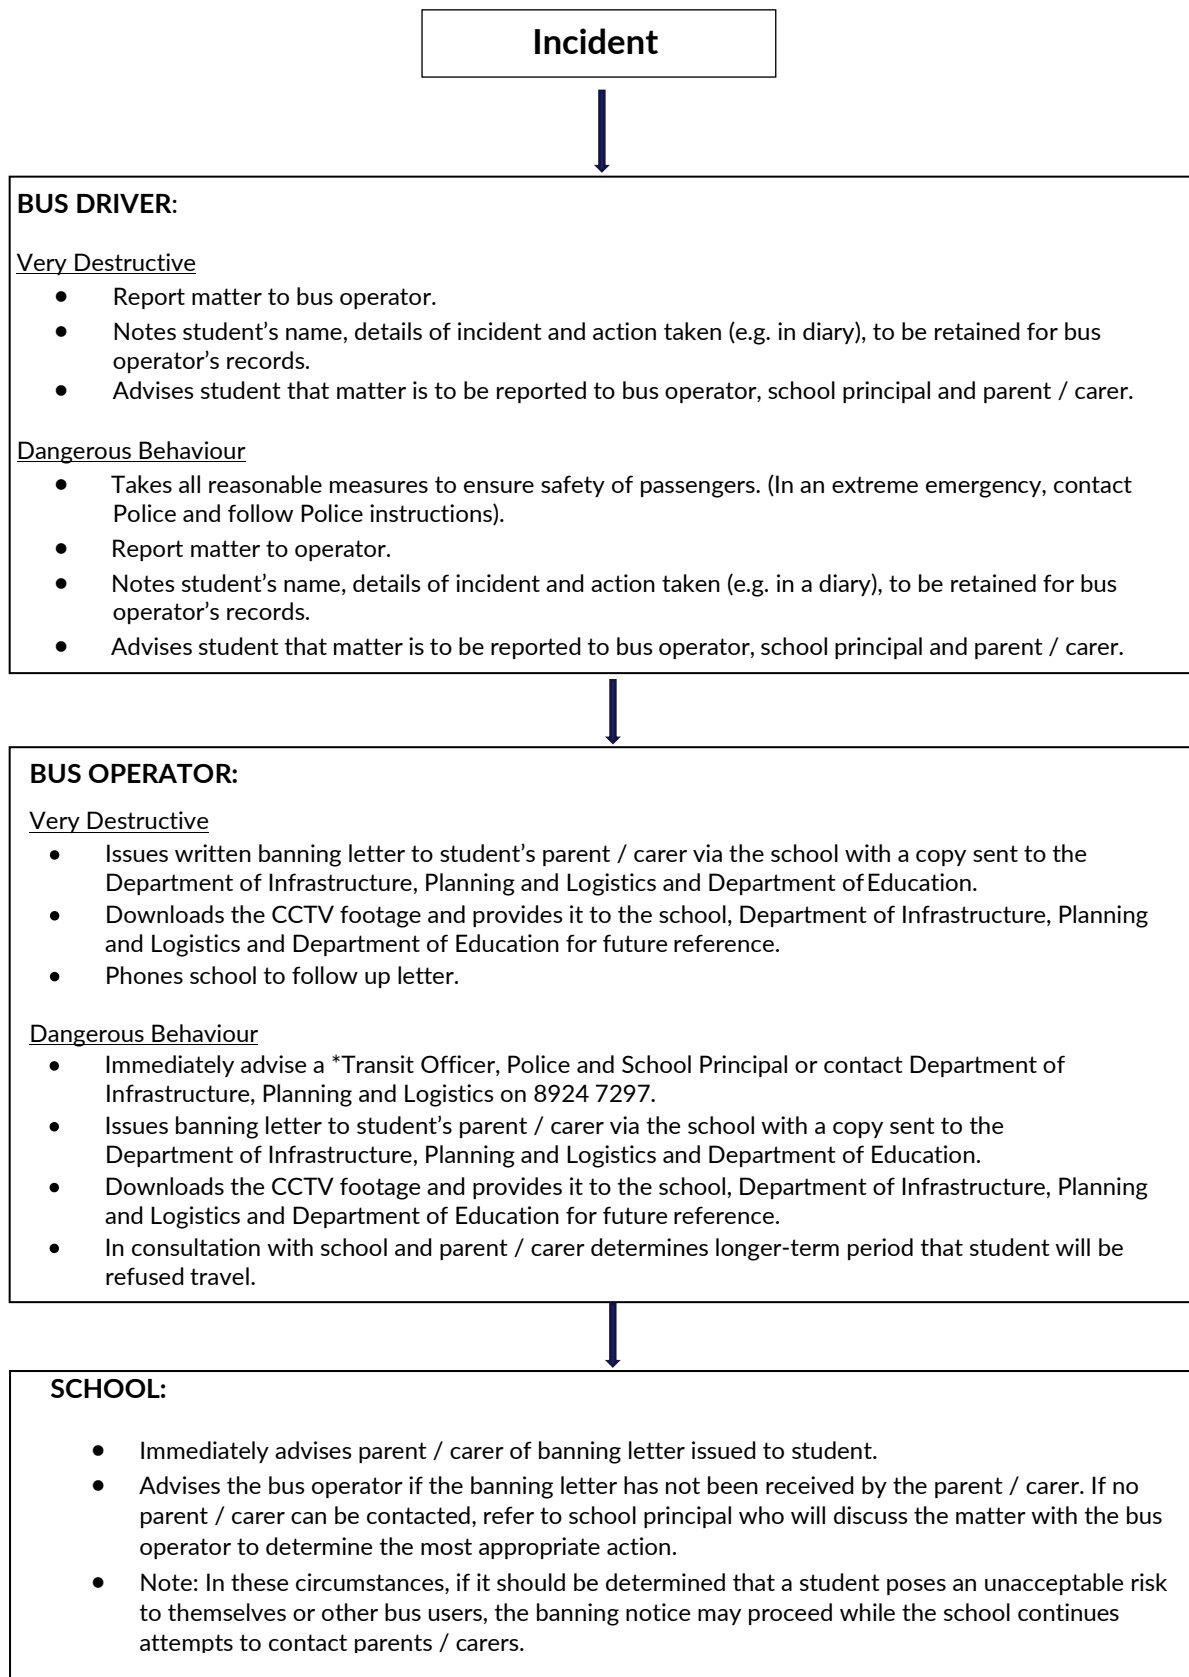 Incident
BUS DRIVER:
Very Destructive
● Report matter to bus operator.
● Notes student’s name, details of incident and action taken (e.g. in diary), to be retained for bus
operator’s records.
● Advises student that matter is to be reported to bus operator, school principal and parent / carer.
Dangerous Behaviour
● Takes all reasonable measures to ensure safety of passengers. (In an extreme emergency, contact
Police and follow Police instructions).
● Report matter to operator.
● Notes student’s name, details of incident and action taken (e.g. in a diary), to be retained for bus
operator’s records.
● Advises student that matter is to be reported to bus operator, school principal and parent / carer.
BUS OPERATOR:
Very Destructive
● Issues written banning letter to student’s parent / carer via the school with a copy sent to the
Department of Infrastructure, Planning and Logistics and Department of Education.
● Downloads the CCTV footage and provides it to the school, Department of Infrastructure, Planning
and Logistics and Department of Education for future reference.
● Phones school to follow up letter.
Dangerous Behaviour
● Immediately advise a *Transit Officer, Police and School Principal or contact Department of
Infrastructure, Planning and Logistics on 8924 7297.
● Issues banning letter to student’s parent / carer via the school with a copy sent to the
Department of Infrastructure, Planning and Logistics and Department of Education.
● Downloads the CCTV footage and provides it to the school, Department of Infrastructure, Planning
and Logistics and Department of Education for future reference.
● In consultation with school and parent / carer determines longer-term period that student will be
refused travel.
SCHOOL:
● Immediately advises parent / carer of banning letter issued to student.
● Advises the bus operator if the banning letter has not been received by the parent / carer. If no
parent / carer can be contacted, refer to school principal who will discuss the matter with the bus
operator to determine the most appropriate action.
● Note: In these circumstances, if it should be determined that a student poses an unacceptable risk
to themselves or other bus users, the banning notice may proceed while the school continues
attempts to contact parents / carers.